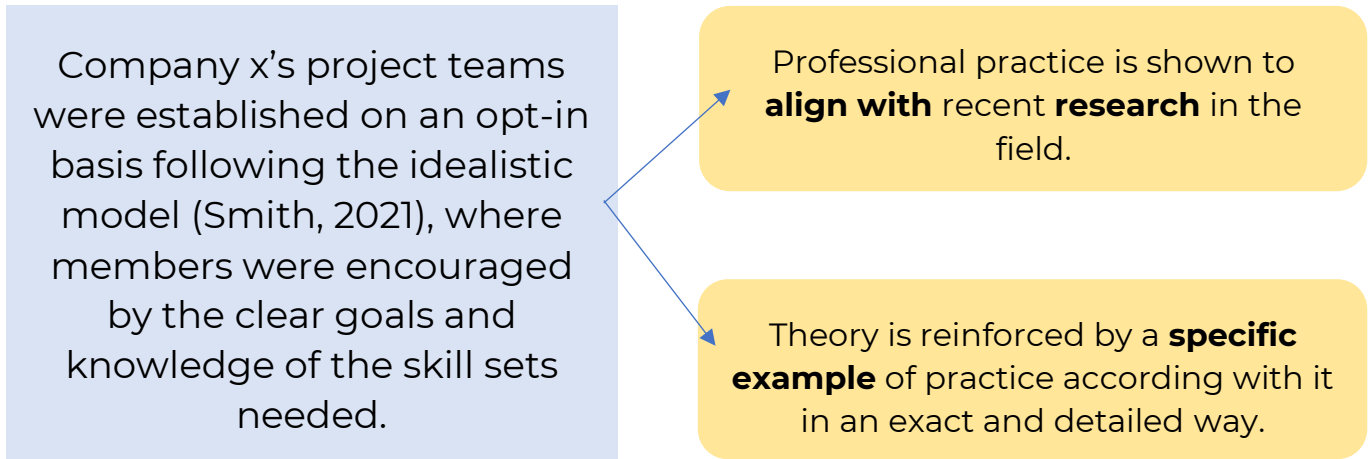 Company x’s project teams
were established on an opt-in
basis following the idealistic
model (Smith, 2021), where
members were encouraged
by the clear goals and
knowledge of the skill sets
needed.
Professional practice is shown to
align with recent research in the
field.
Theory is reinforced by a specific
example of practice according with it
in an exact and detailed way.